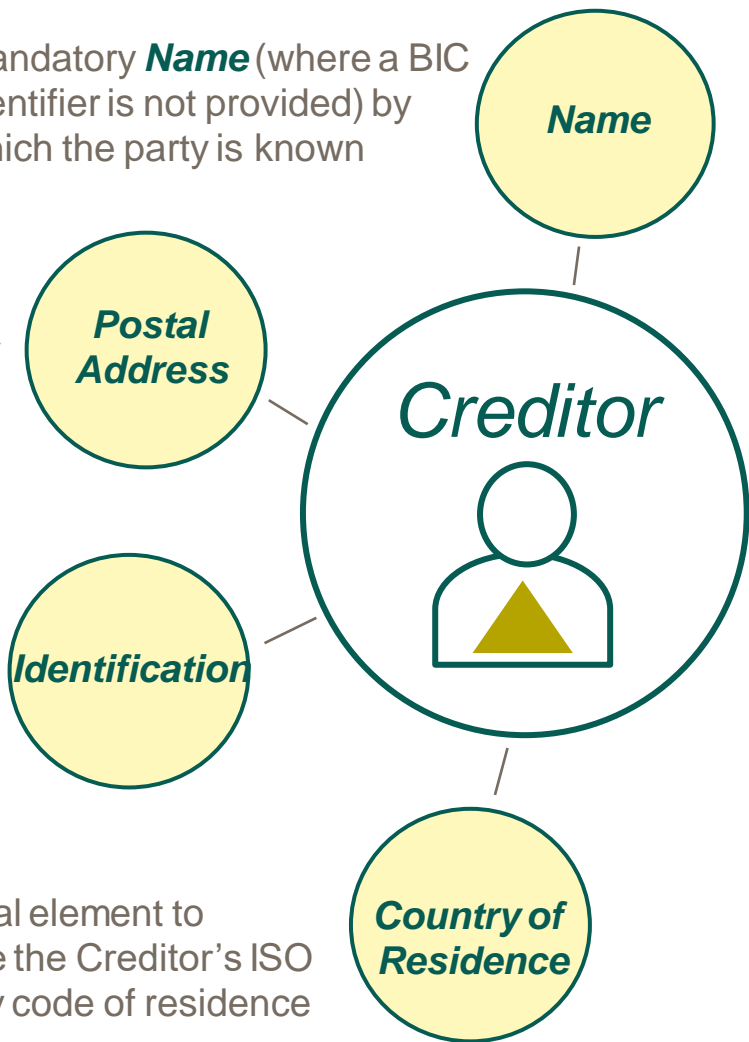 andatory Name (where a BIC
entifier is not provided) by
hich the party is known
Name
Postal
Address
Creditor
Identification
al element to
e the Creditor's ISO
y code of residence
Country of
Residence